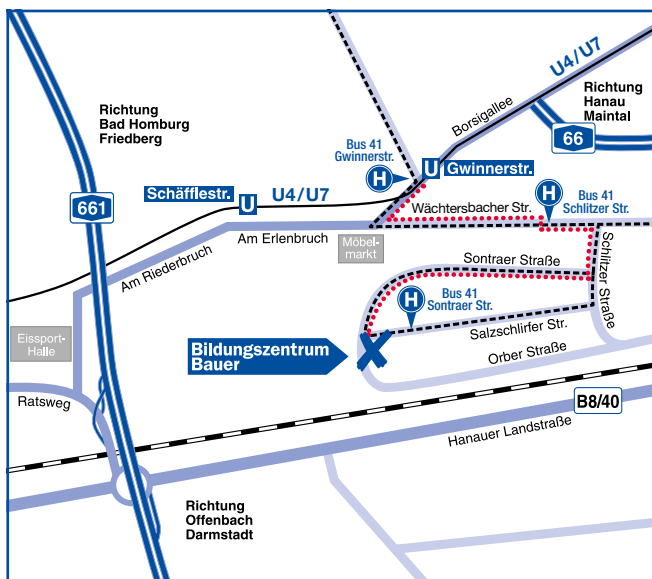 U4/U7
Richtung
Hanau
Maintal
Richtung
Bad Homburg
Friedberg
Borsigallee
66
Bus 41
Gwinnerstr.
H
U
Gwinnerstr.
Schäfflestr.
U
U4/U7
661
Wächtersbacher Str.
H
Bus 41
Schlitzer Str.
Am Erlenbruch
Möbel-
markt
Schlitzer Straße
Am Riederbruch
Sontraer Straße
H
Bus 41
Sontraer Str.
Salzschlirfer Str.
Eissport-
Halle
Bildungszentrum
Bauer
Orber Straße
Ratsweg
B8/40
Hanauer Landstraße
Richtung
Offenbach
Darmstadt